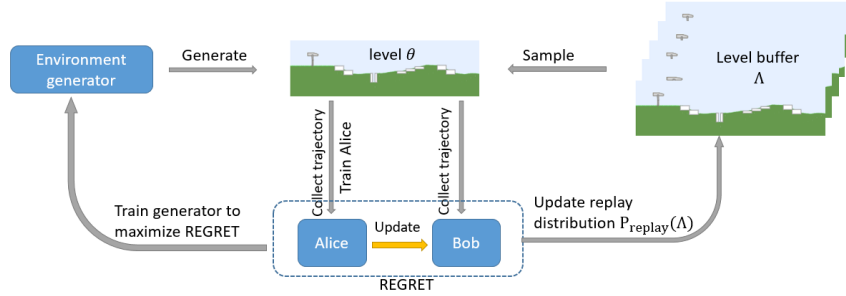 Environment
generator
Generate
level θ
Sample
Level buffer
Λ
Collect trajectory
Train Alice
Collect trajectory
Train generator to
maximize REGRET
Alice
Update
Bob
Update replay
distribution P_replay(Λ)
REGRET